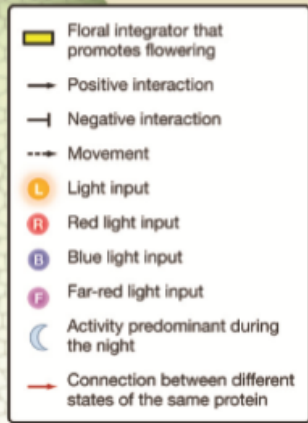 Floral integrator that
promotes flowering
Positive interaction
Negative interaction
Movement
L Light input
R Red light input
B Blue light input
F Far-red light input
Activity predominant during
the night
Connection between different
states of the same protein